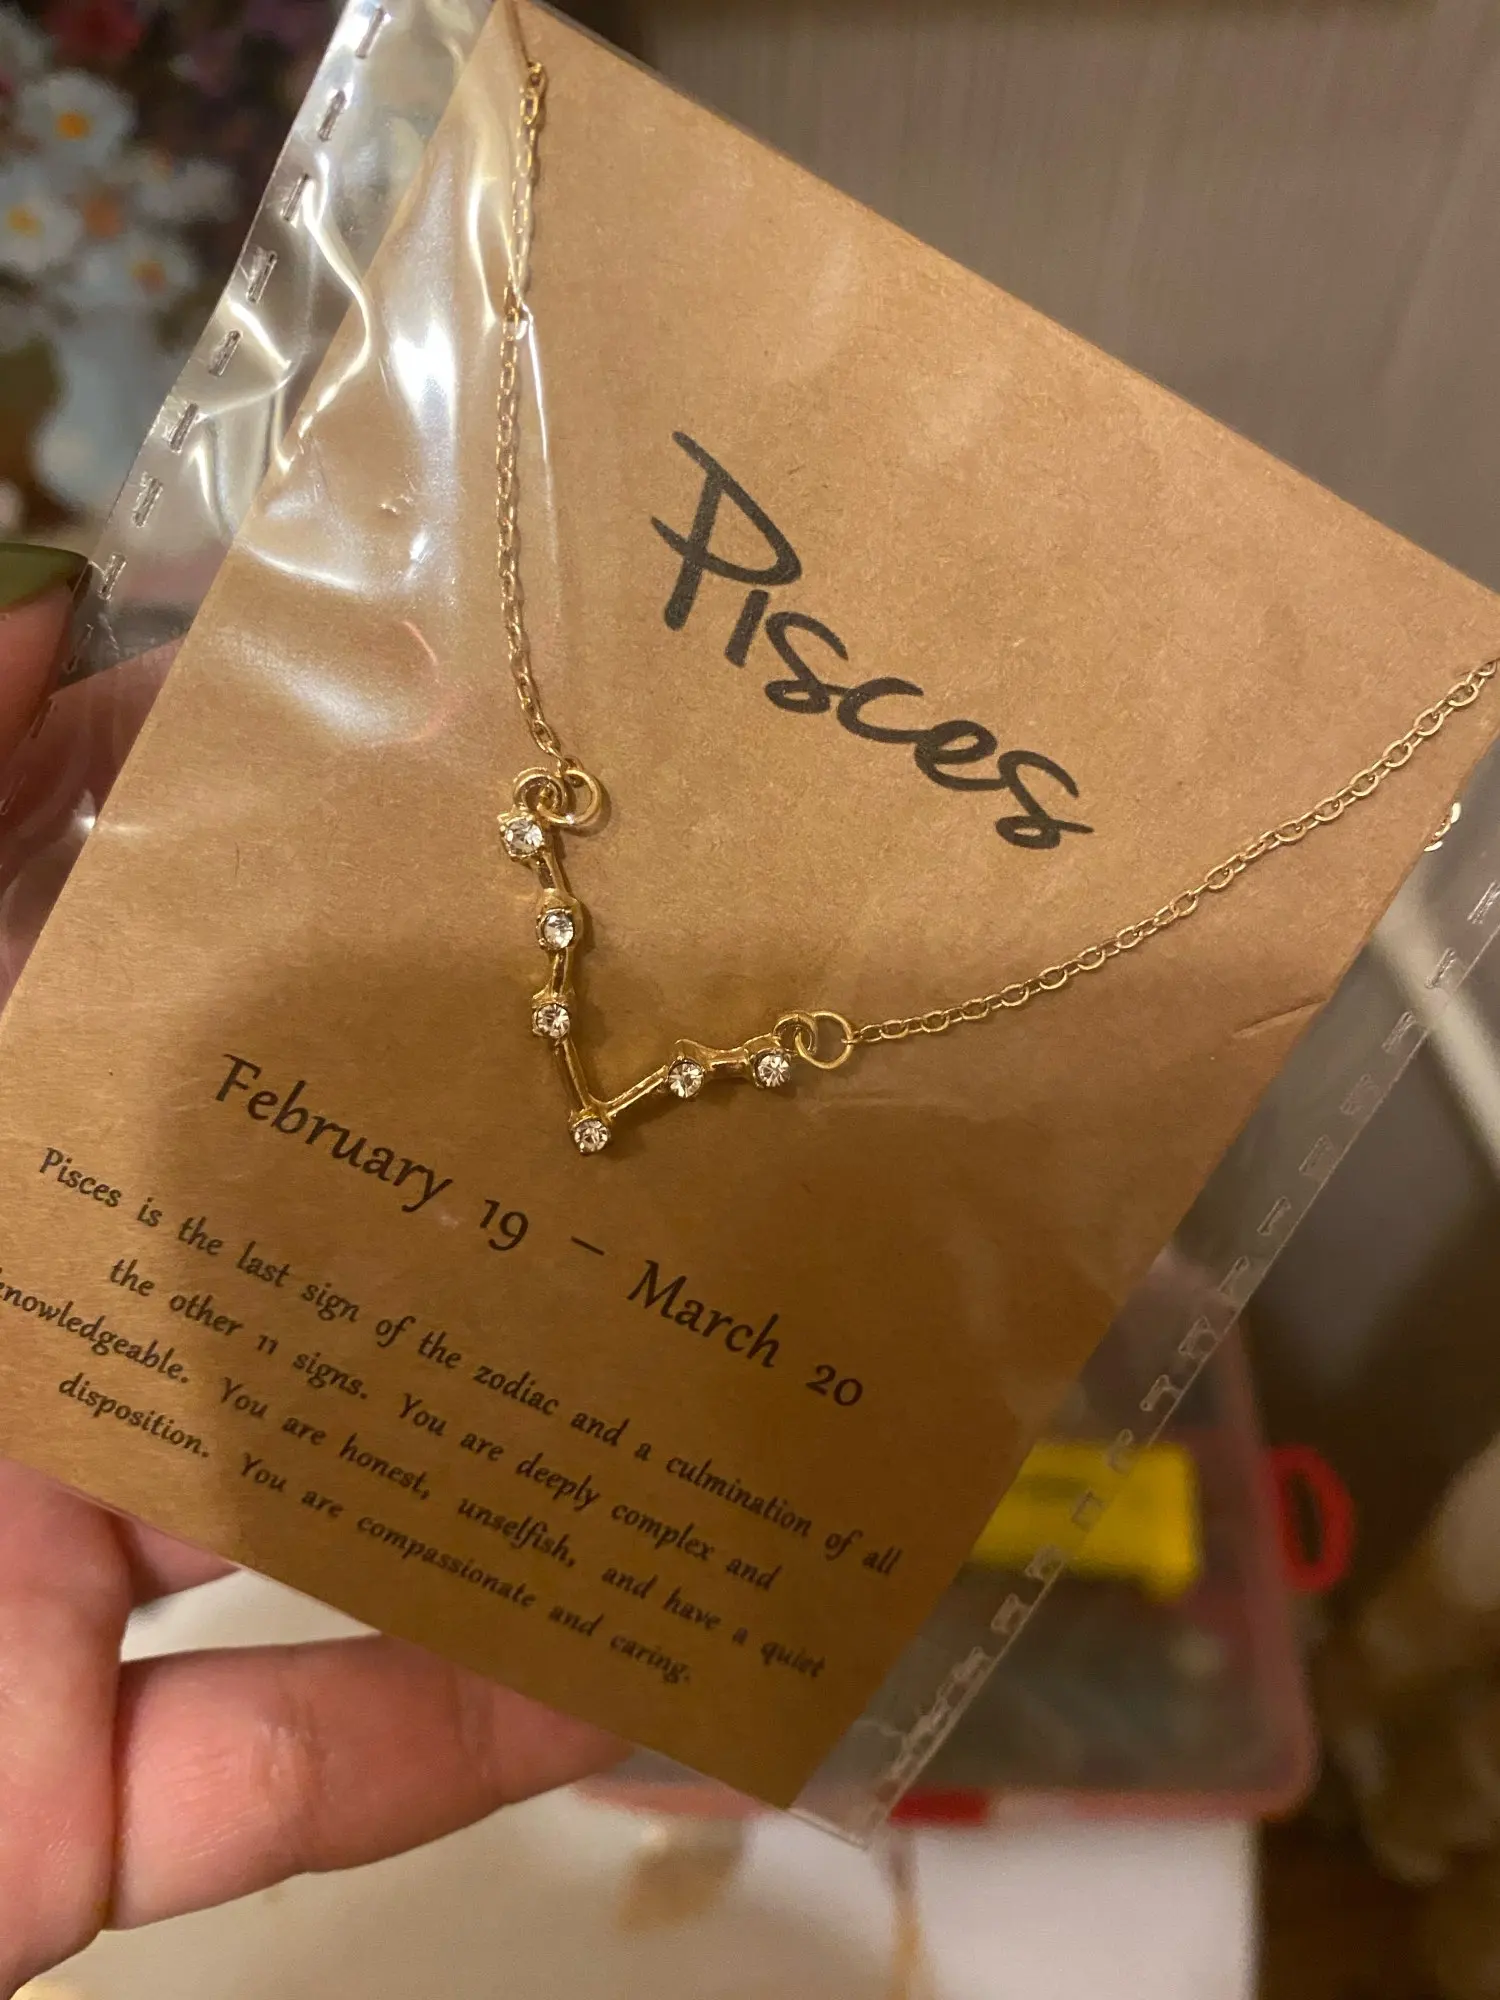 Pisces
February 19 – March 20
Pisces is the last sign of the zodiac and a culmination of all
the other 11 signs. You are deeply complex and
knowledgeable. You are honest, unselfish, and have a quiet
disposition. You are compassionate and caring.